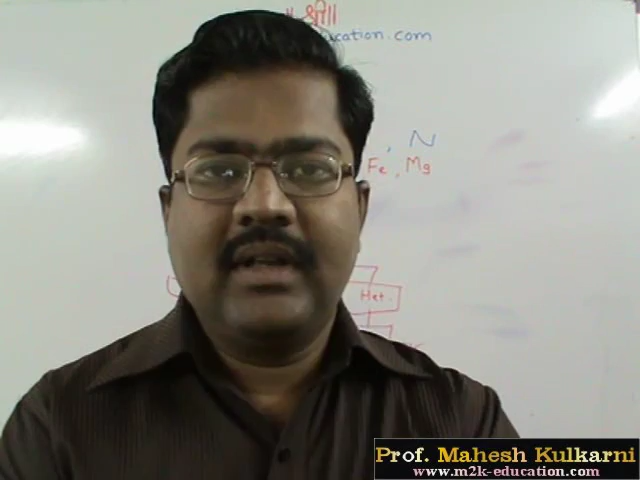 ॥ श्री ॥
ucation.com
, N
Fe, Mg
Het.
Prof. Mahesh Kulkarni
www.m2k-education.com